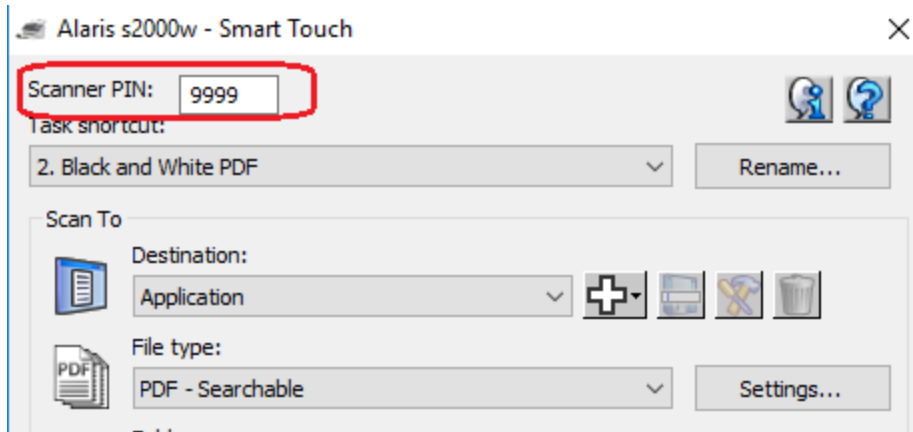 Alaris s2000w - Smart Touch
Scanner PIN: 9999
Task shortcut:
2. Black and White PDF
Rename...
Scan To
Destination:
Application
File type:
PDF
PDF - Searchable
Settings...